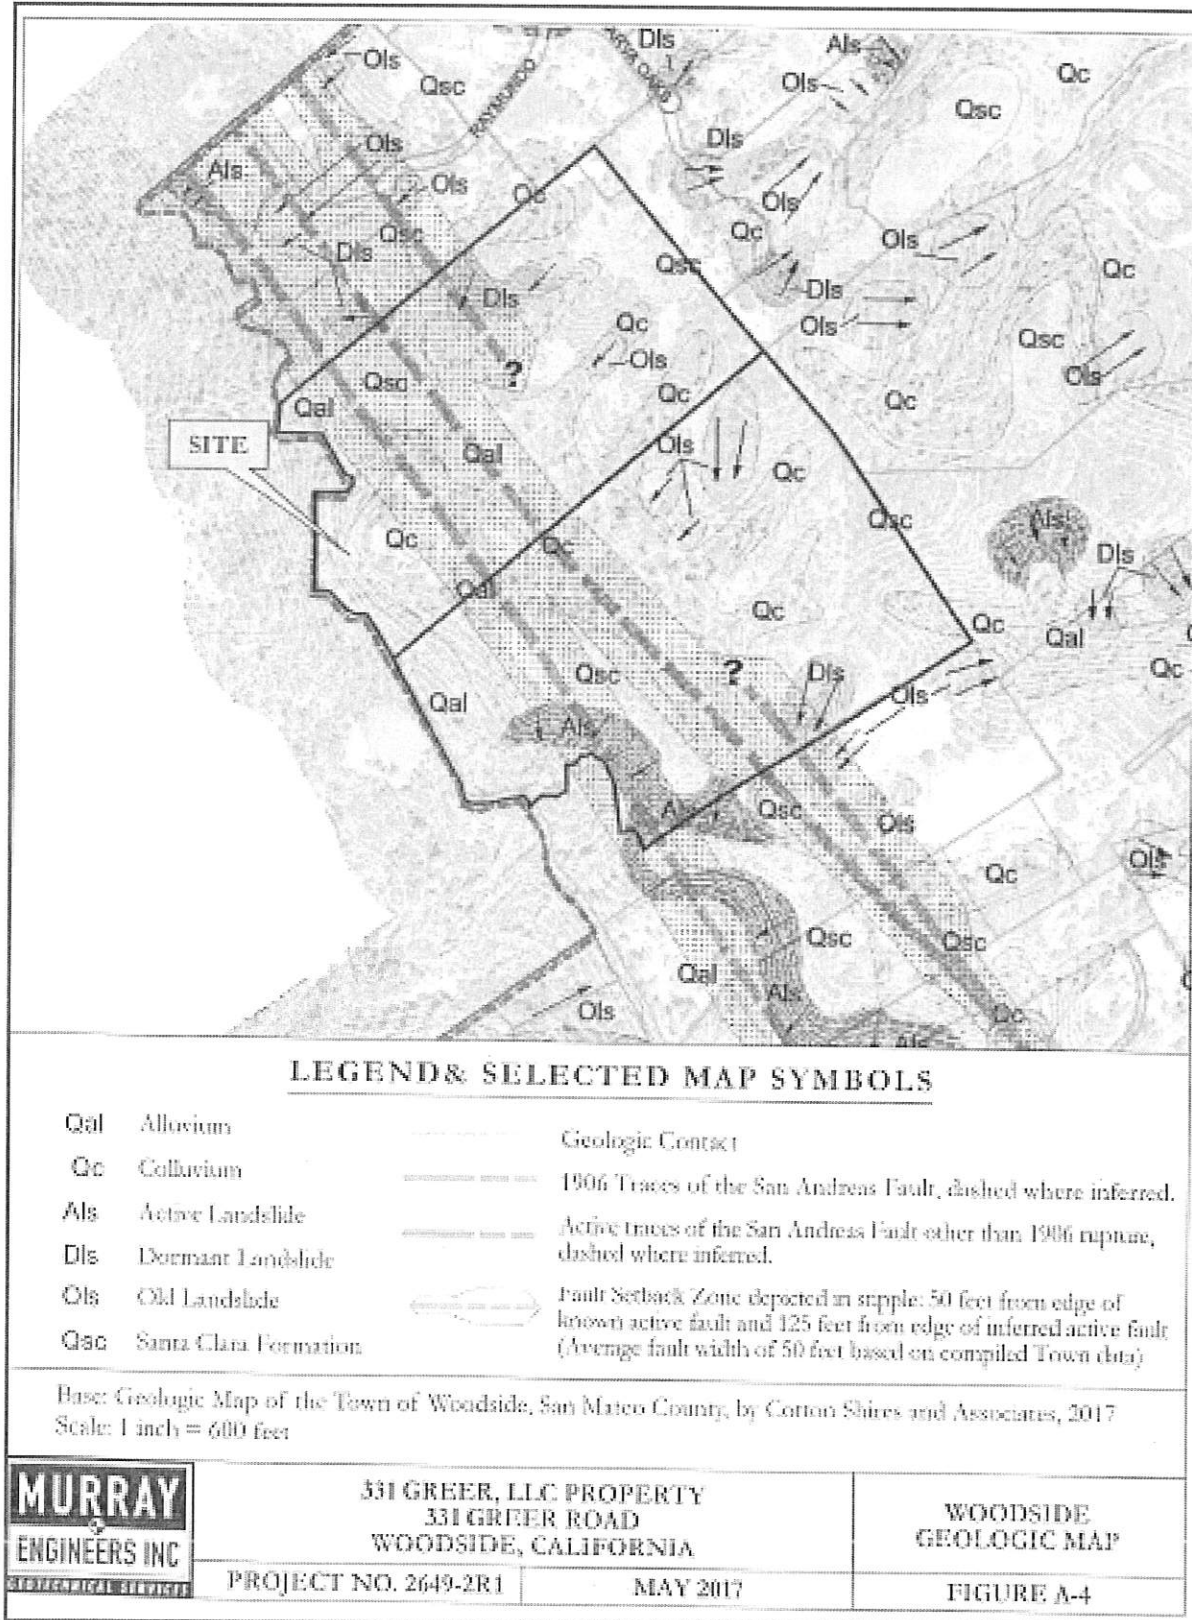 Ols
Qsc
RAYMUNDO
OAKS
Dls
Als
Ols
Qc
Qsc
Dls
Ols
Als
Ols
Ols
Qc
Qsc
Dls
Ols
Qc
Qsc
Ols
Qc
Dls
Dls
Qc
Ols
Ols
Qsc
?
Ols
Qsc
Qal
Qc
Qc
SITE
Ols
Qal
Qc
Qsc
Als
Dls
Qc
Qc
Qal
Qc
Qc
Qal
Qc
?
Dls
Ols
Qsc
Qal
Als
Als
Qsc
Ols
Qc
Ols
Qsc
Qsc
Qal
Als
Ols
Qc
Als
LEGEND& SELECTED MAP SYMBOLS
Qal Alluvium
Qc Colluvium
Als Active Landslide
Dls Dormant Landslide
Ols Old Landslide
Qsc Santa Clara Formation
Geologic Contact
1906 Traces of the San Andreas Fault, dashed where inferred.
Active traces of the San Andreas Fault other than 1906 rupture,
dashed where inferred.
Fault Setback Zone depicted in stipple: 50 feet from edge of
known active fault and 125 feet from edge of inferred active fault
(Average fault width of 50 feet based on compiled Town data)
Base: Geologic Map of the Town of Woodside, San Mateo County, by Cotton Shires and Associates, 2017
Scale: 1 inch = 600 feet
MURRAY
ENGINEERS INC
GEOTECHNICAL SERVICES
331 GREER, LLC PROPERTY
331 GREER ROAD
WOODSIDE, CALIFORNIA
PROJECT NO. 2649-2R1
MAY 2017
WOODSIDE
GEOLOGIC MAP
FIGURE A-4